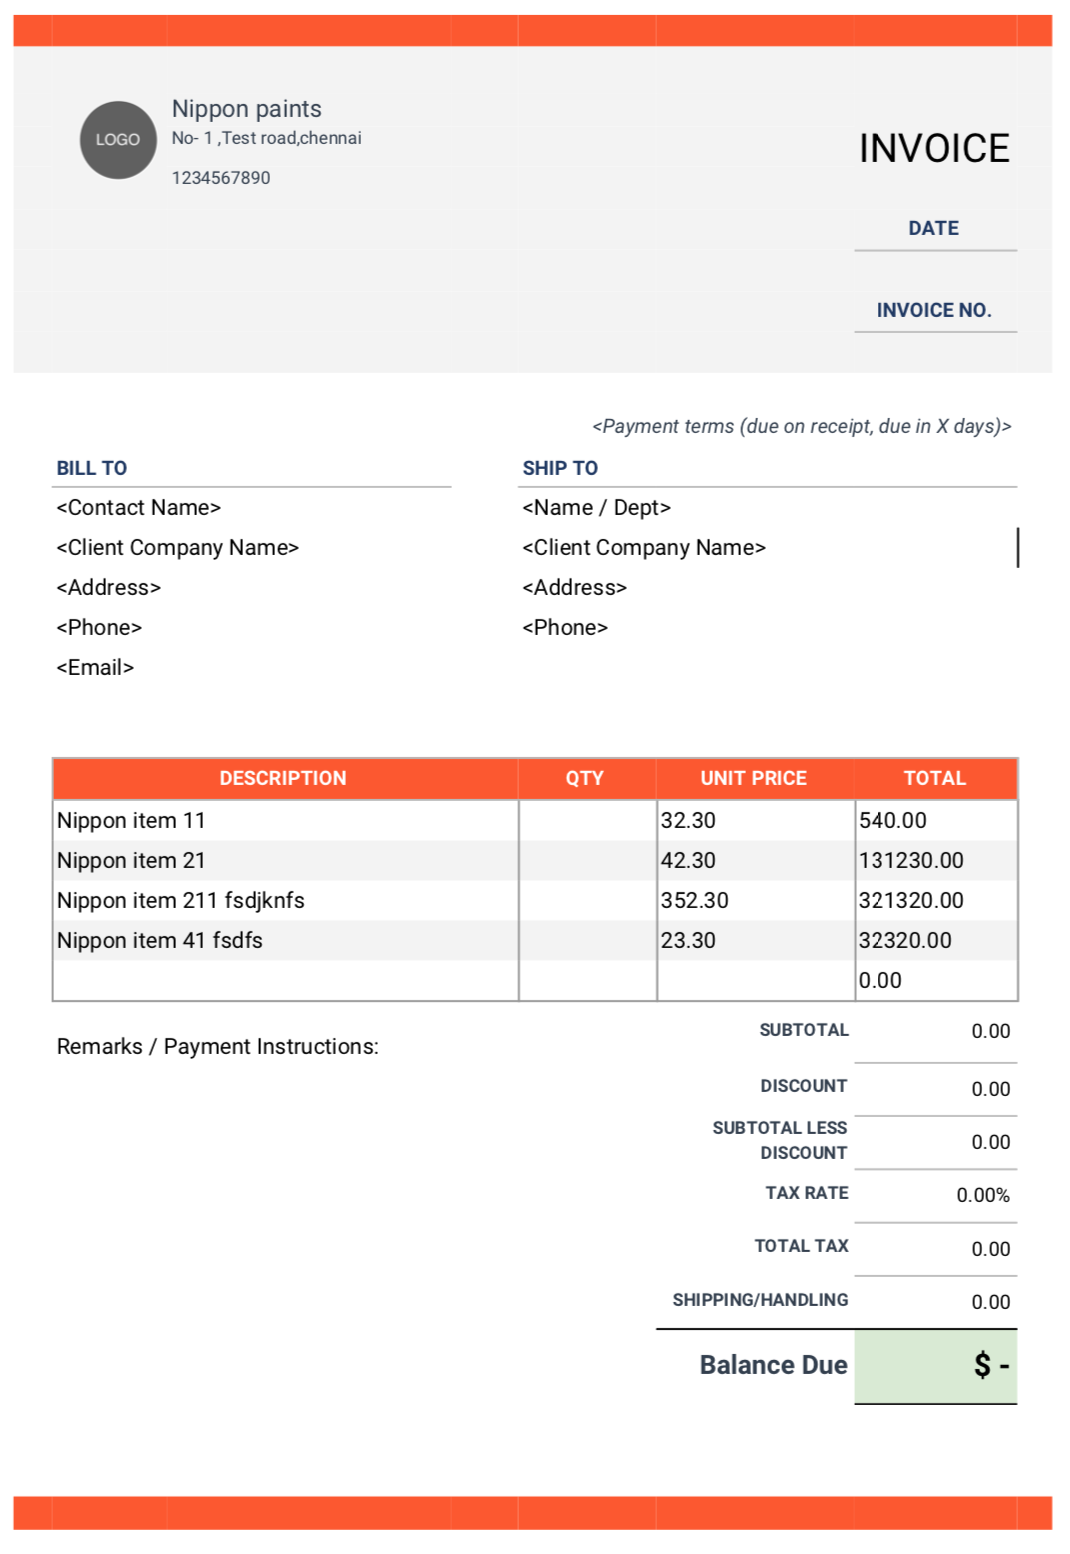 LOGO
Nippon paints
No- 1 ,Test road,chennai
1234567890
INVOICE
DATE
INVOICE NO.
<Payment terms (due on receipt, due in X days)>
BILL TO
<Contact Name>
<Client Company Name>
<Address>
<Phone>
<Email>
SHIP TO
<Name / Dept>
<Client Company Name>
<Address>
<Phone>
DESCRIPTION QTY UNIT PRICE TOTAL
Nippon item 11 32.30 540.00
Nippon item 21 42.30 131230.00
Nippon item 211 fsdjknfs 352.30 321320.00
Nippon item 41 fsdfs 23.30 32320.00
0.00
Remarks / Payment Instructions:
SUBTOTAL 0.00
DISCOUNT 0.00
SUBTOTAL LESS
DISCOUNT 0.00
TAX RATE 0.00%
TOTAL TAX 0.00
SHIPPING/HANDLING 0.00
Balance Due $ -